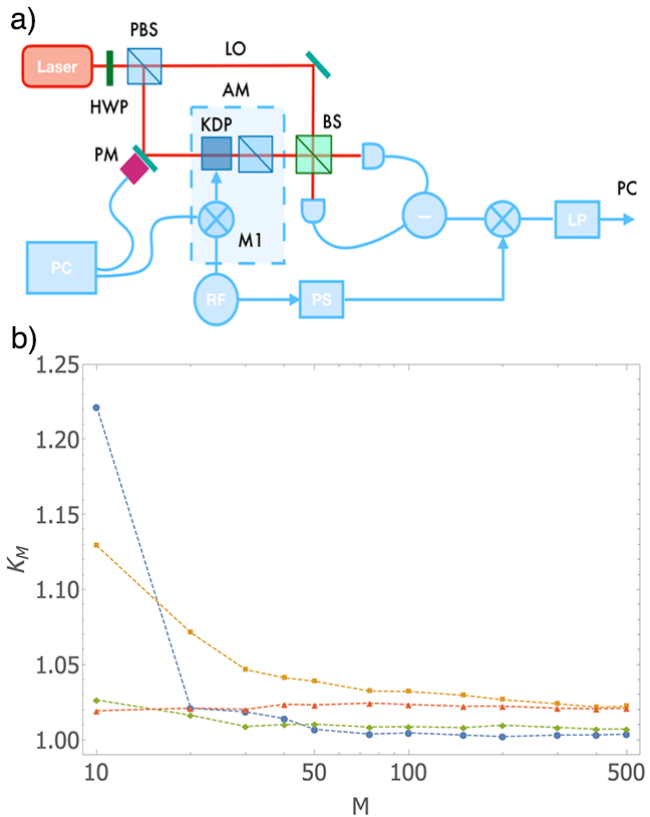 a)
PBS
LO
Laser
HWP
AM
KDP
BS
PM
PC
M1
PC
LP
RF
PS
b)
1.25
1.20
1.15
1.10
1.05
1.00
K_M
10
50
100
500
M